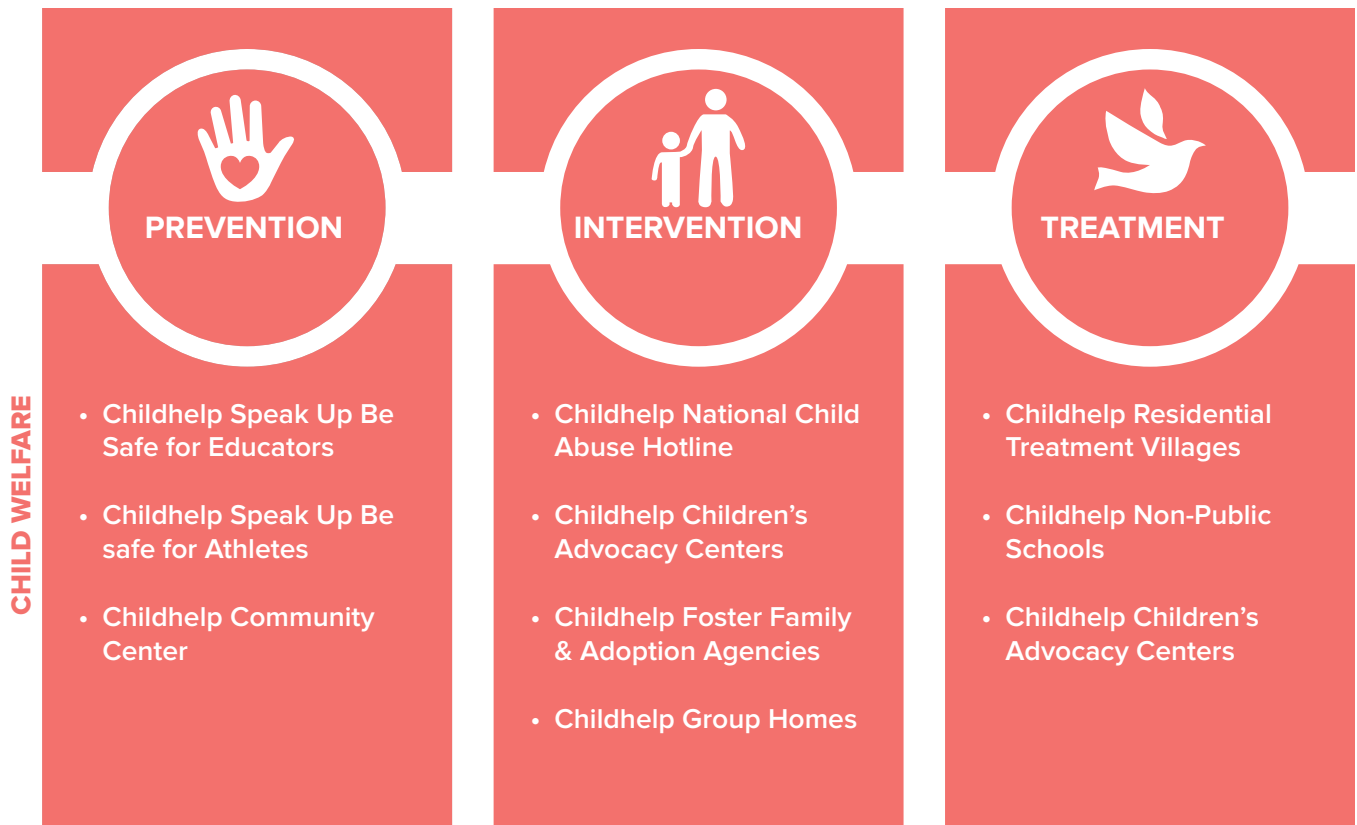 PREVENTION
• Childhelp Speak Up Be
Safe for Educators
• Childhelp Speak Up Be
safe for Athletes
• Childhelp Community
Center
INTERVENTION
• Childhelp National Child
Abuse Hotline
• Childhelp Children’s
Advocacy Centers
• Childhelp Foster Family
& Adoption Agencies
• Childhelp Group Homes
TREATMENT
• Childhelp Residential
Treatment Villages
• Childhelp Non-Public
Schools
• Childhelp Children’s
Advocacy Centers
CHILD WELFARE